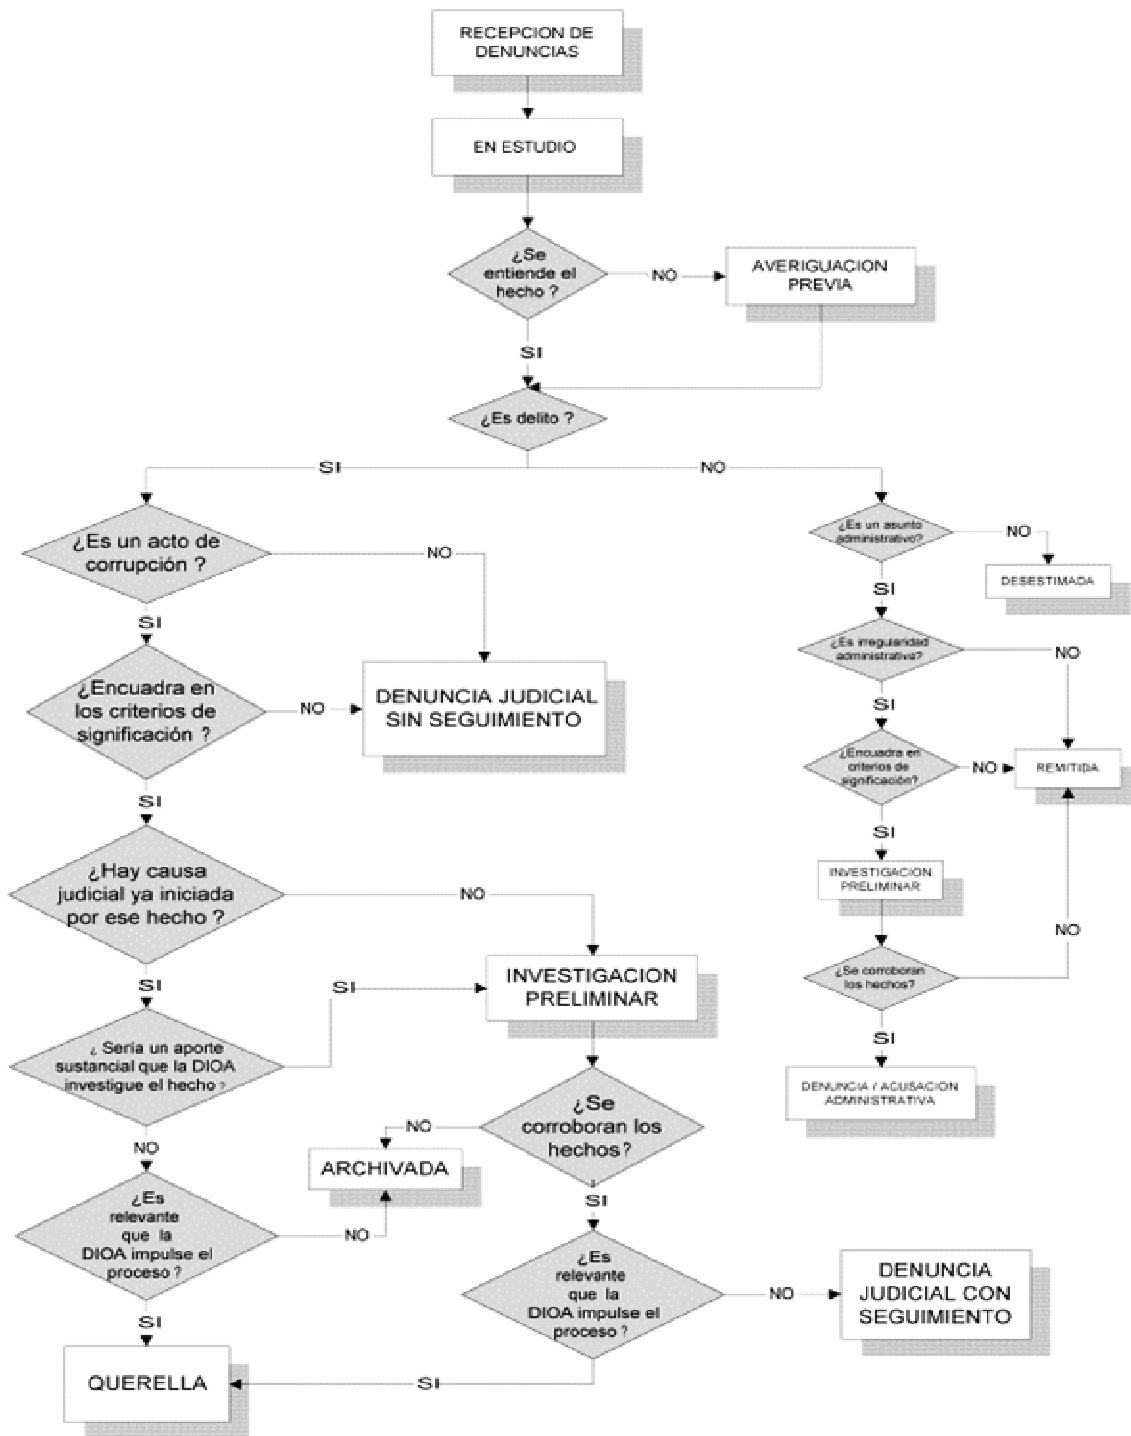 RECEPCION DE
DENUNCIAS
EN ESTUDIO
¿Se
entiende el
hecho ?
NO
AVERIGUACION
PREVIA
SI
¿Es delito ?
SI
NO
¿Es un acto de
corrupción ?
NO
¿Es un asunto
administrativo?
NO
DESESTIMADA
SI
SI
¿Encuadra en
los criterios de
significación ?
NO
DENUNCIA JUDICIAL
SIN SEGUIMIENTO
¿Es irregularidad
administrativa?
NO
SI
¿Encuadra en
criterios de
significación?
NO
REMITIDA
SI
SI
¿Hay causa
judicial ya iniciada
por ese hecho ?
NO
INVESTIGACION
PRELIMINAR
NO
SI
SI
INVESTIGACION
PRELIMINAR
¿Se corroboran
los hechos?
¿ Sería un aporte
sustancial que la DIOA
investigue el hecho ?
SI
DENUNCIA / ACUSACION
ADMINISTRATIVA
NO
NO
¿Se
corroboran los
hechos?
ARCHIVADA
¿Es
relevante
que la
DIOA impulse el
proceso ?
NO
SI
¿Es
relevante
que la
DIOA impulse el
proceso ?
NO
DENUNCIA
JUDICIAL CON
SEGUIMIENTO
SI
QUERELLA
SI